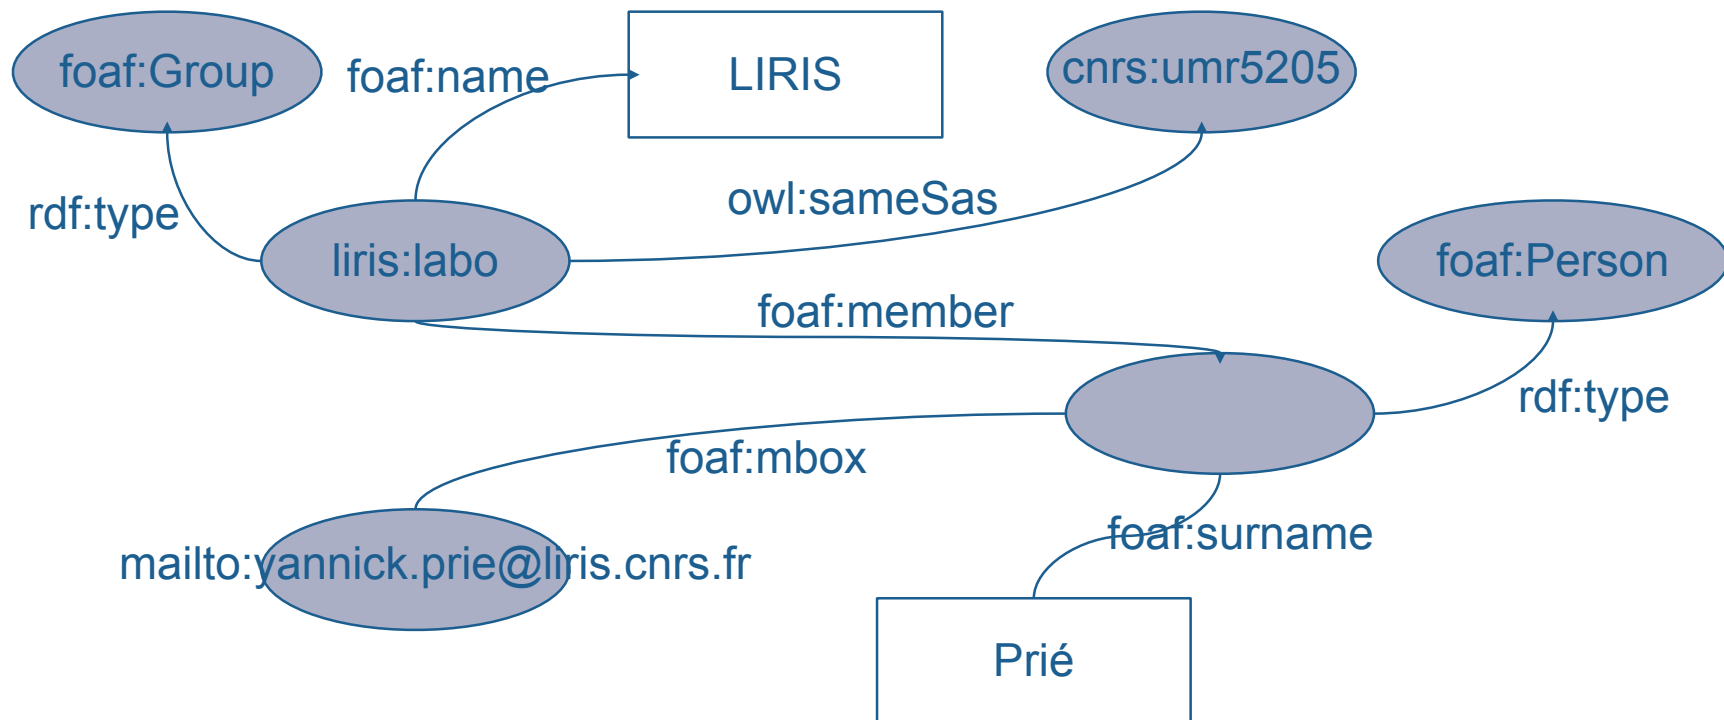 foaf:Group
foaf:name
LIRIS
cnrs:umr5205
rdf:type
owl:sameSas
liris:labo
foaf:Person
foaf:member
rdf:type
foaf:mbox
foaf:surname
mailto:yannick.prie@liris.cnrs.fr
Prié